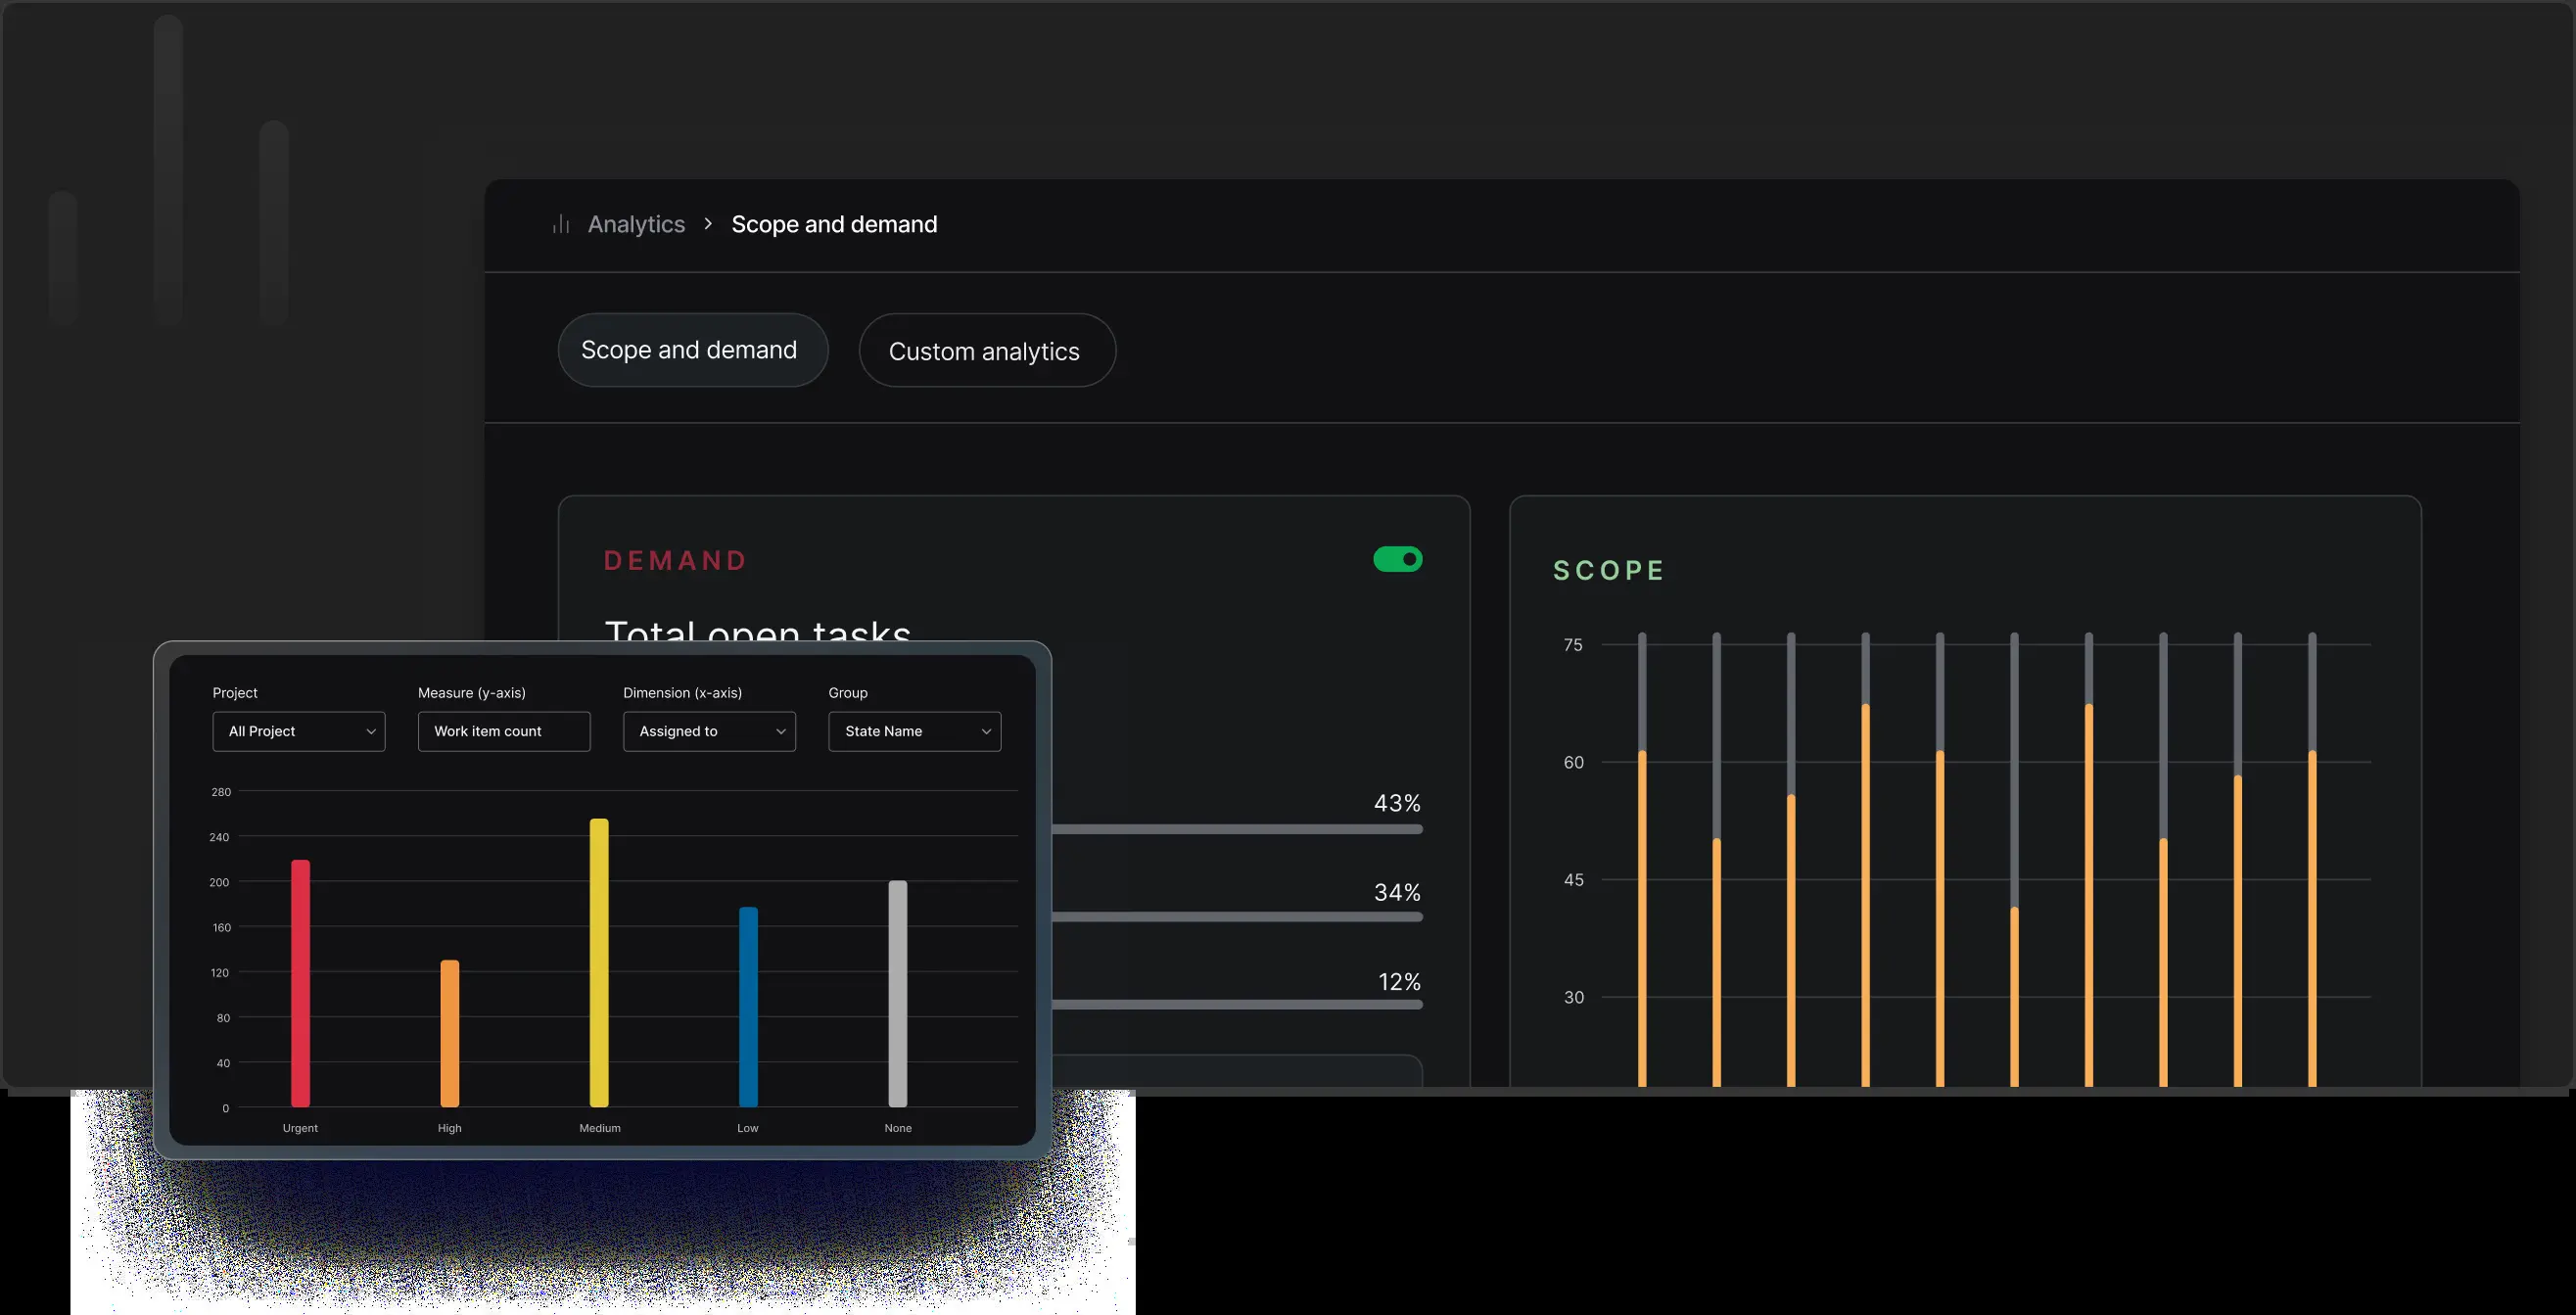 Analytics > Scope and demand
Scope and demand
Custom analytics
DEMAND
Total open tasks
43%
34%
12%
SCOPE
75
60
45
30
Project
Measure (y-axis)
Dimension (x-axis)
Group
All Project
Work item count
Assigned to
State Name
280
240
200
160
120
80
40
0
Urgent
High
Medium
Low
None